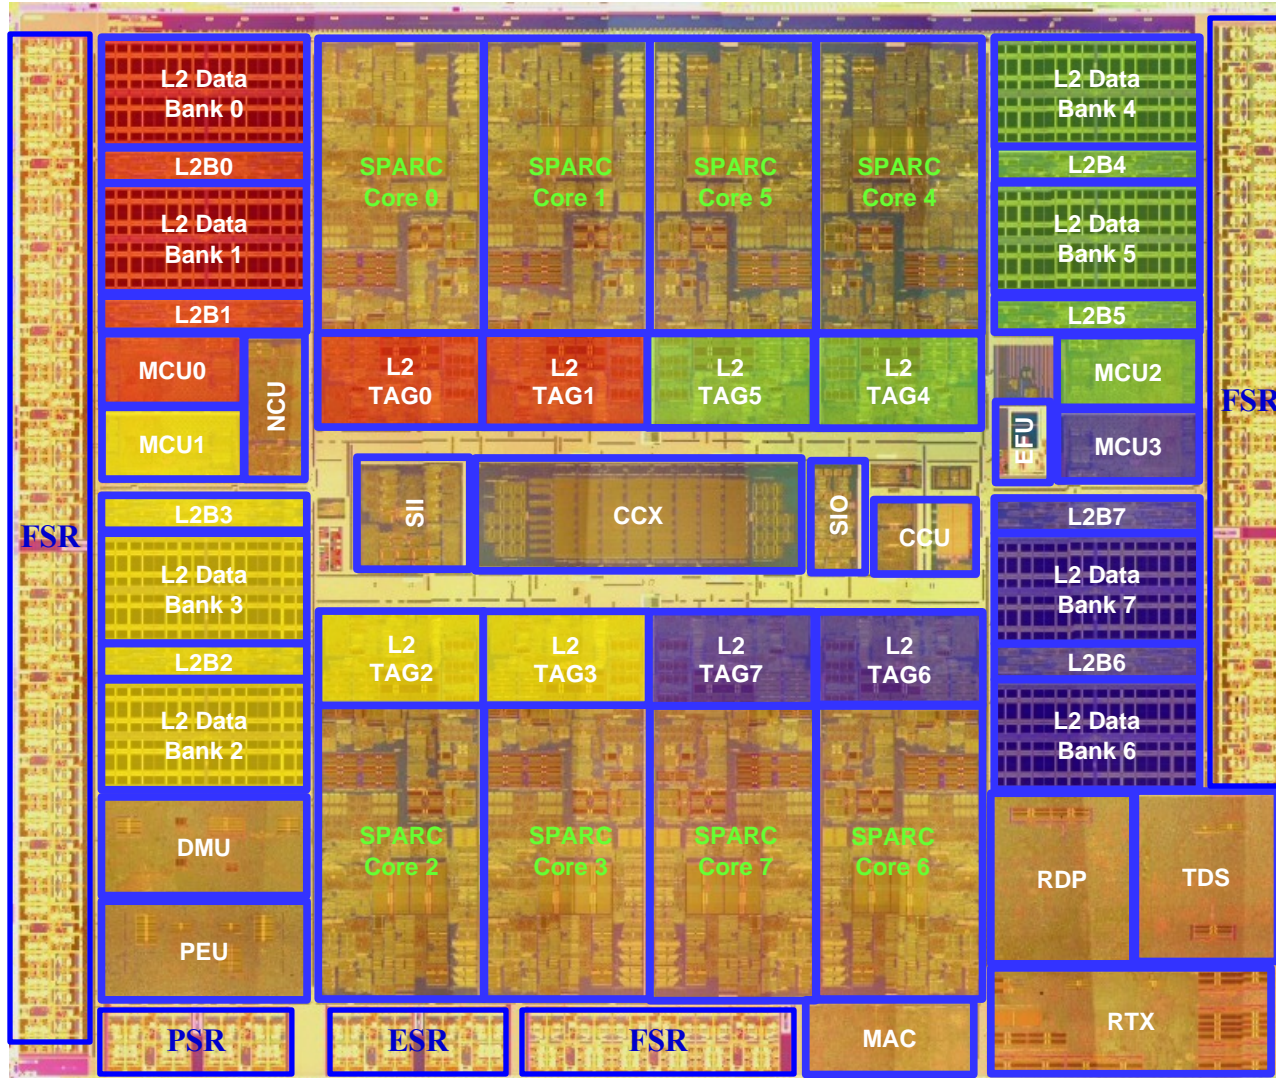 L2 Data
Bank 0
L2B0
L2 Data
Bank 1
L2B1
MCU0
MCU1
NCU
SPARC
Core 0
SPARC
Core 1
SPARC
Core 5
SPARC
Core 4
L2
TAG0
L2
TAG1
L2
TAG5
L2
TAG4
L2 Data
Bank 4
L2B4
L2 Data
Bank 5
L2B5
MCU2
MCU3
EFU
FSR
FSR
SII
CCX
SIO
CCU
L2B3
L2 Data
Bank 3
L2B2
L2 Data
Bank 2
L2
TAG2
L2
TAG3
L2
TAG7
L2
TAG6
L2B7
L2 Data
Bank 7
L2B6
L2 Data
Bank 6
DMU
PEU
SPARC
Core 2
SPARC
Core 3
SPARC
Core 7
SPARC
Core 6
RDP
TDS
RTX
PSR
ESR
FSR
MAC